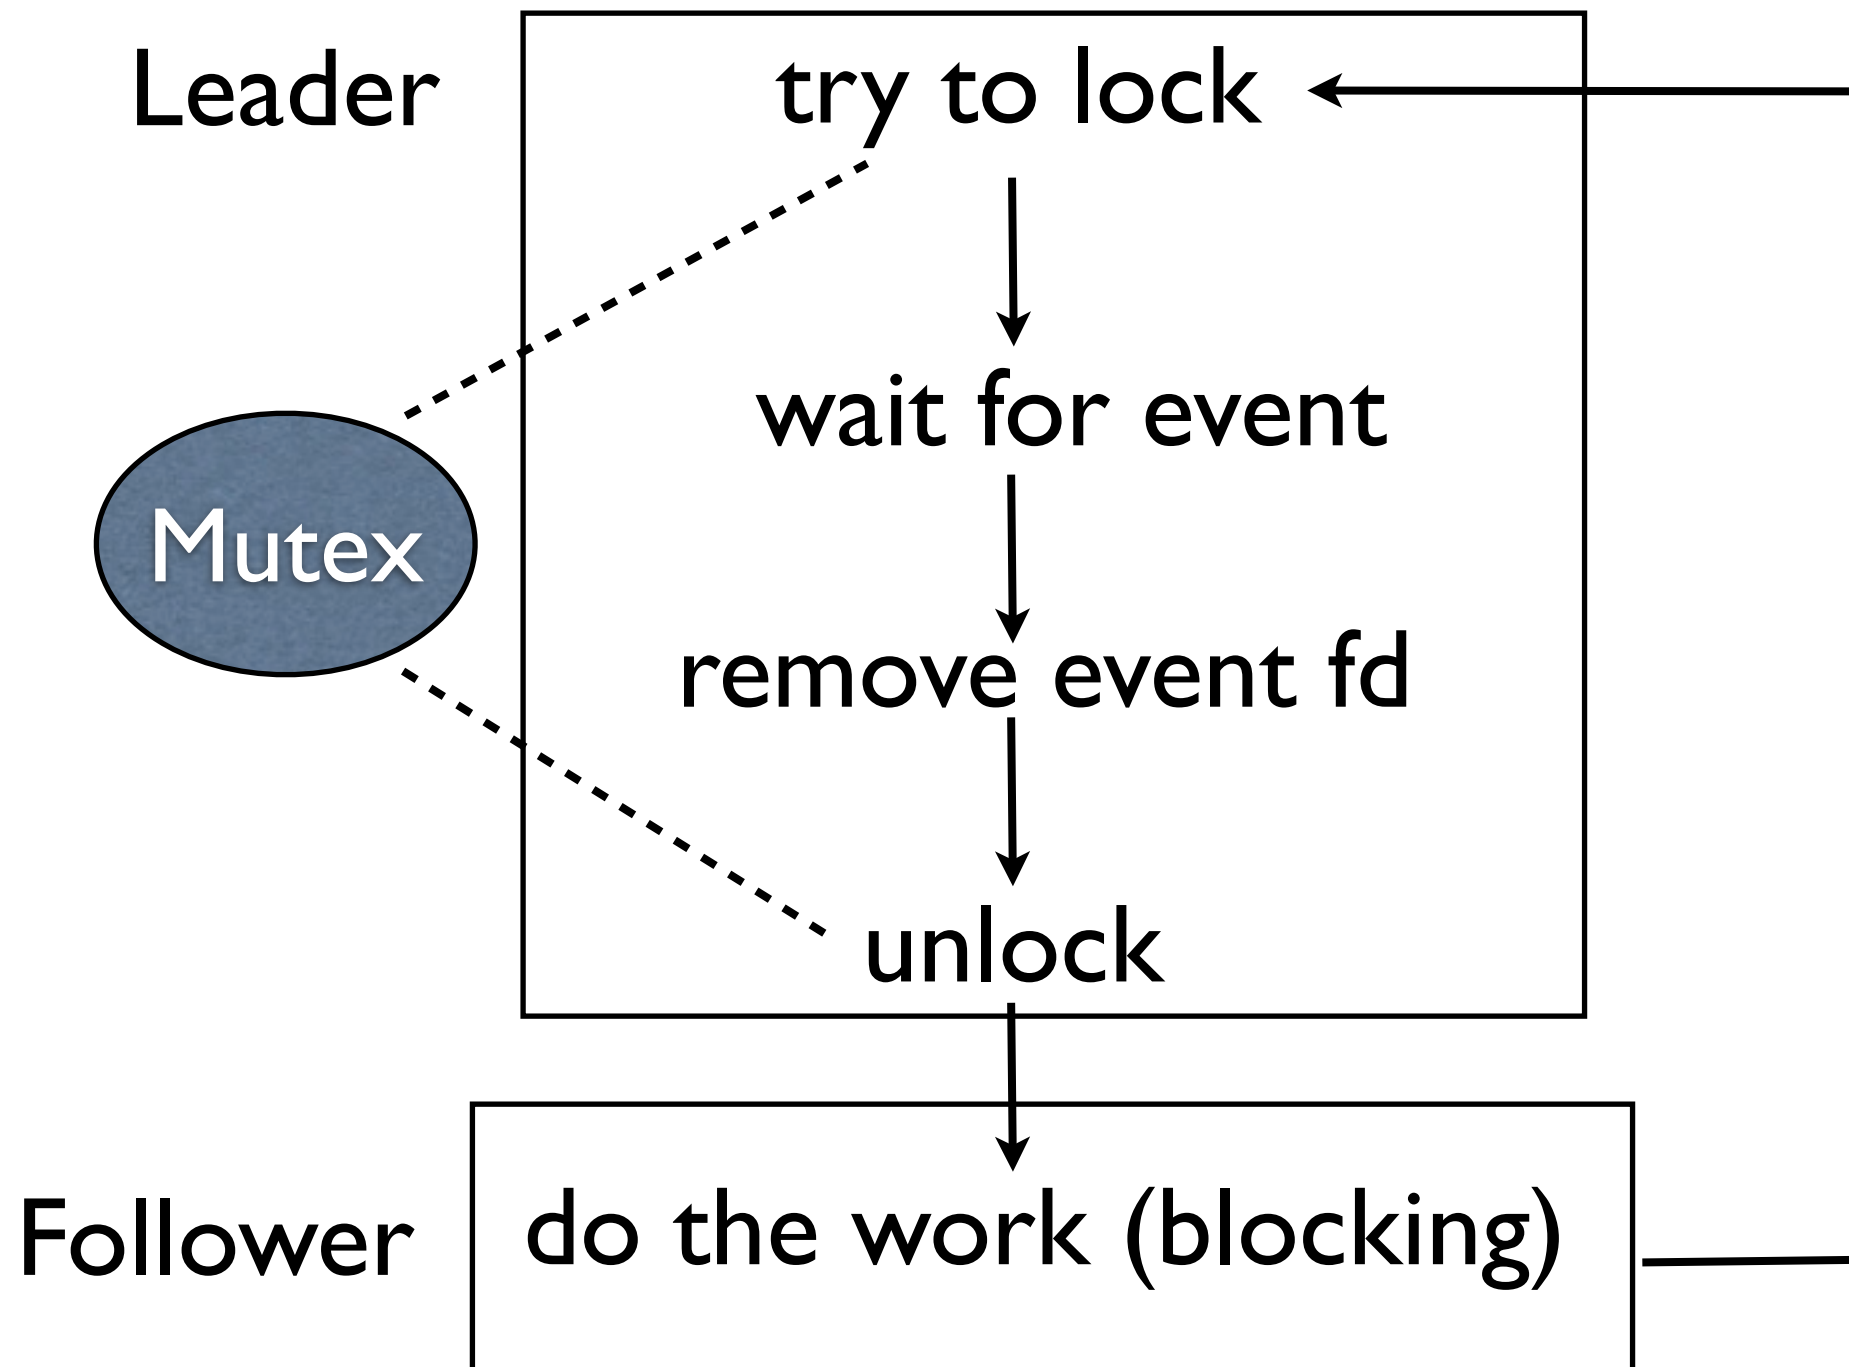 Leader
try to lock
wait for event
Mutex
remove event fd
unlock
Follower
do the work (blocking)